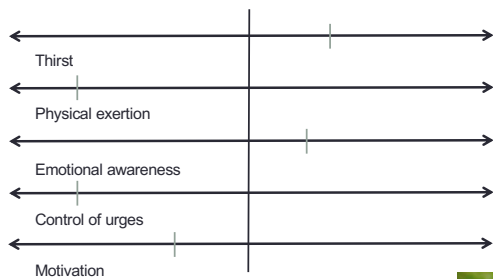 Thirst
Physical exertion
Emotional awareness
Control of urges
Motivation